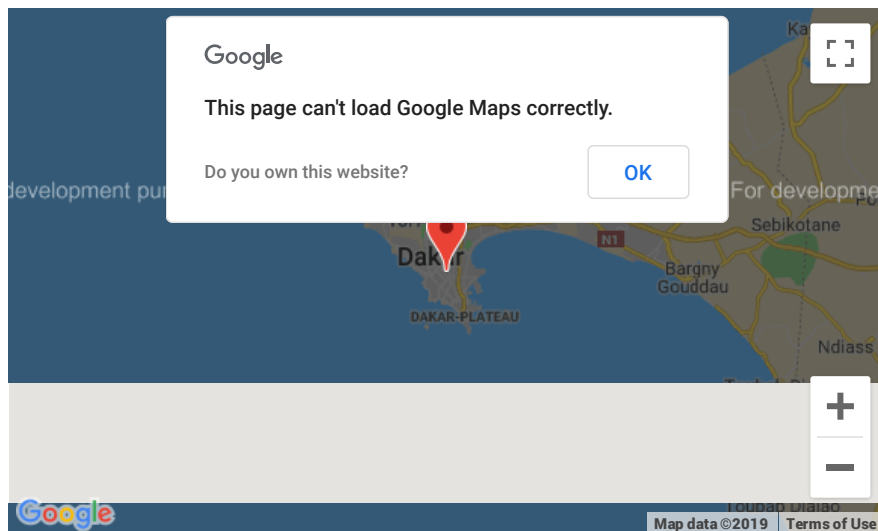 Google
This page can't load Google Maps correctly.
Do you own this website?
OK
development pur
For developme
Sebikotane
N1
Dakar
Bargny
Gouddau
DAKAR-PLATEAU
Ndiass
Google
Map data ©2019
Terms of Use